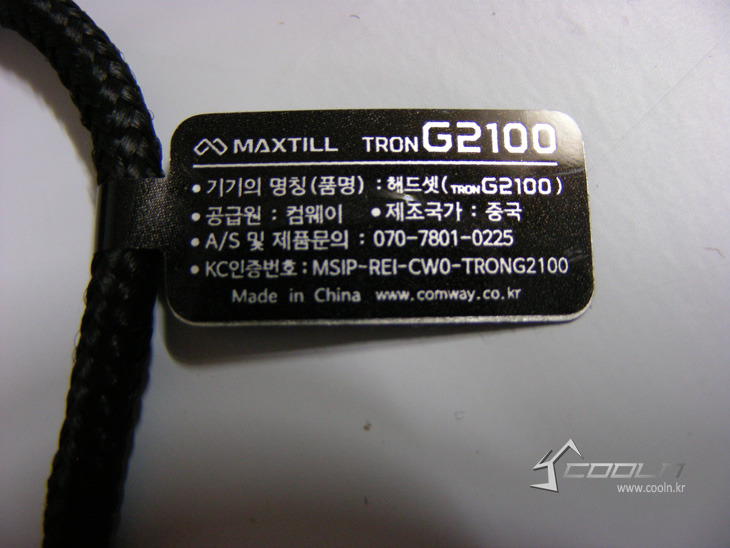 MAXTILL TRON G2100
• 기기의 명칭(품명) : 헤드셋(TRONG2100)
• 공급원 : 컴웨이 • 제조국가 : 중국
• A/S 및 제품문의 : 070-7801-0225
• KC인증번호 : MSIP-REI-CW0-TRONG2100
Made in China www.comway.co.kr
COOLN
www.cooln.kr